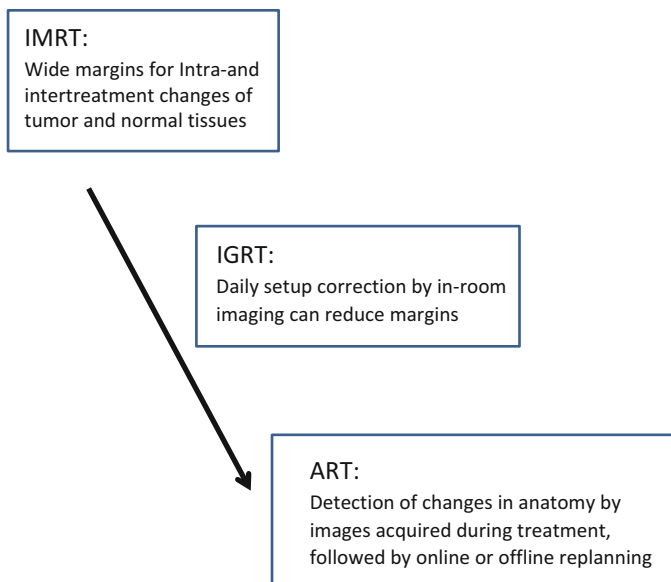 IMRT:
Wide margins for Intra-and
intertreatment changes of
tumor and normal tissues
IGRT:
Daily setup correction by in-room
imaging can reduce margins
ART:
Detection of changes in anatomy by
images acquired during treatment,
followed by online or offline replanning